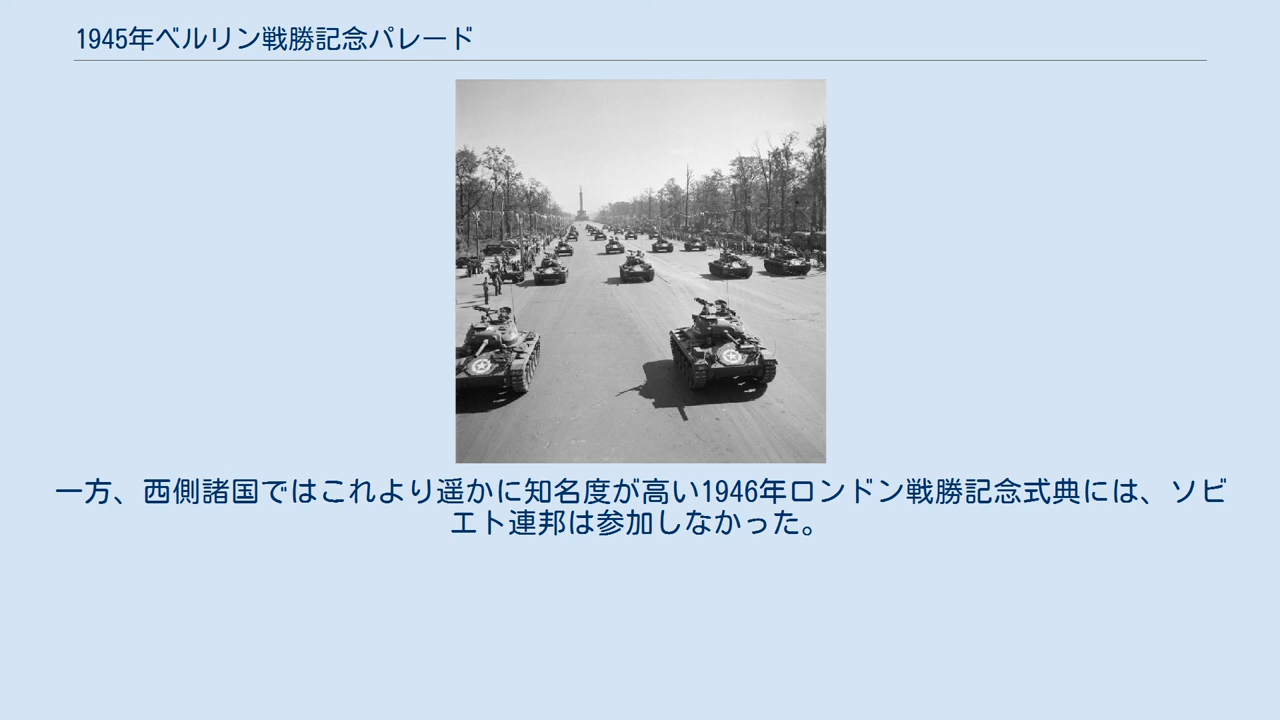 1945年ベルリン戦勝記念パレード
一方、西側諸国ではこれより遥かに知名度が高い1946年ロンドン戦勝記念式典には、ソビ
エト連邦は参加しなかった。